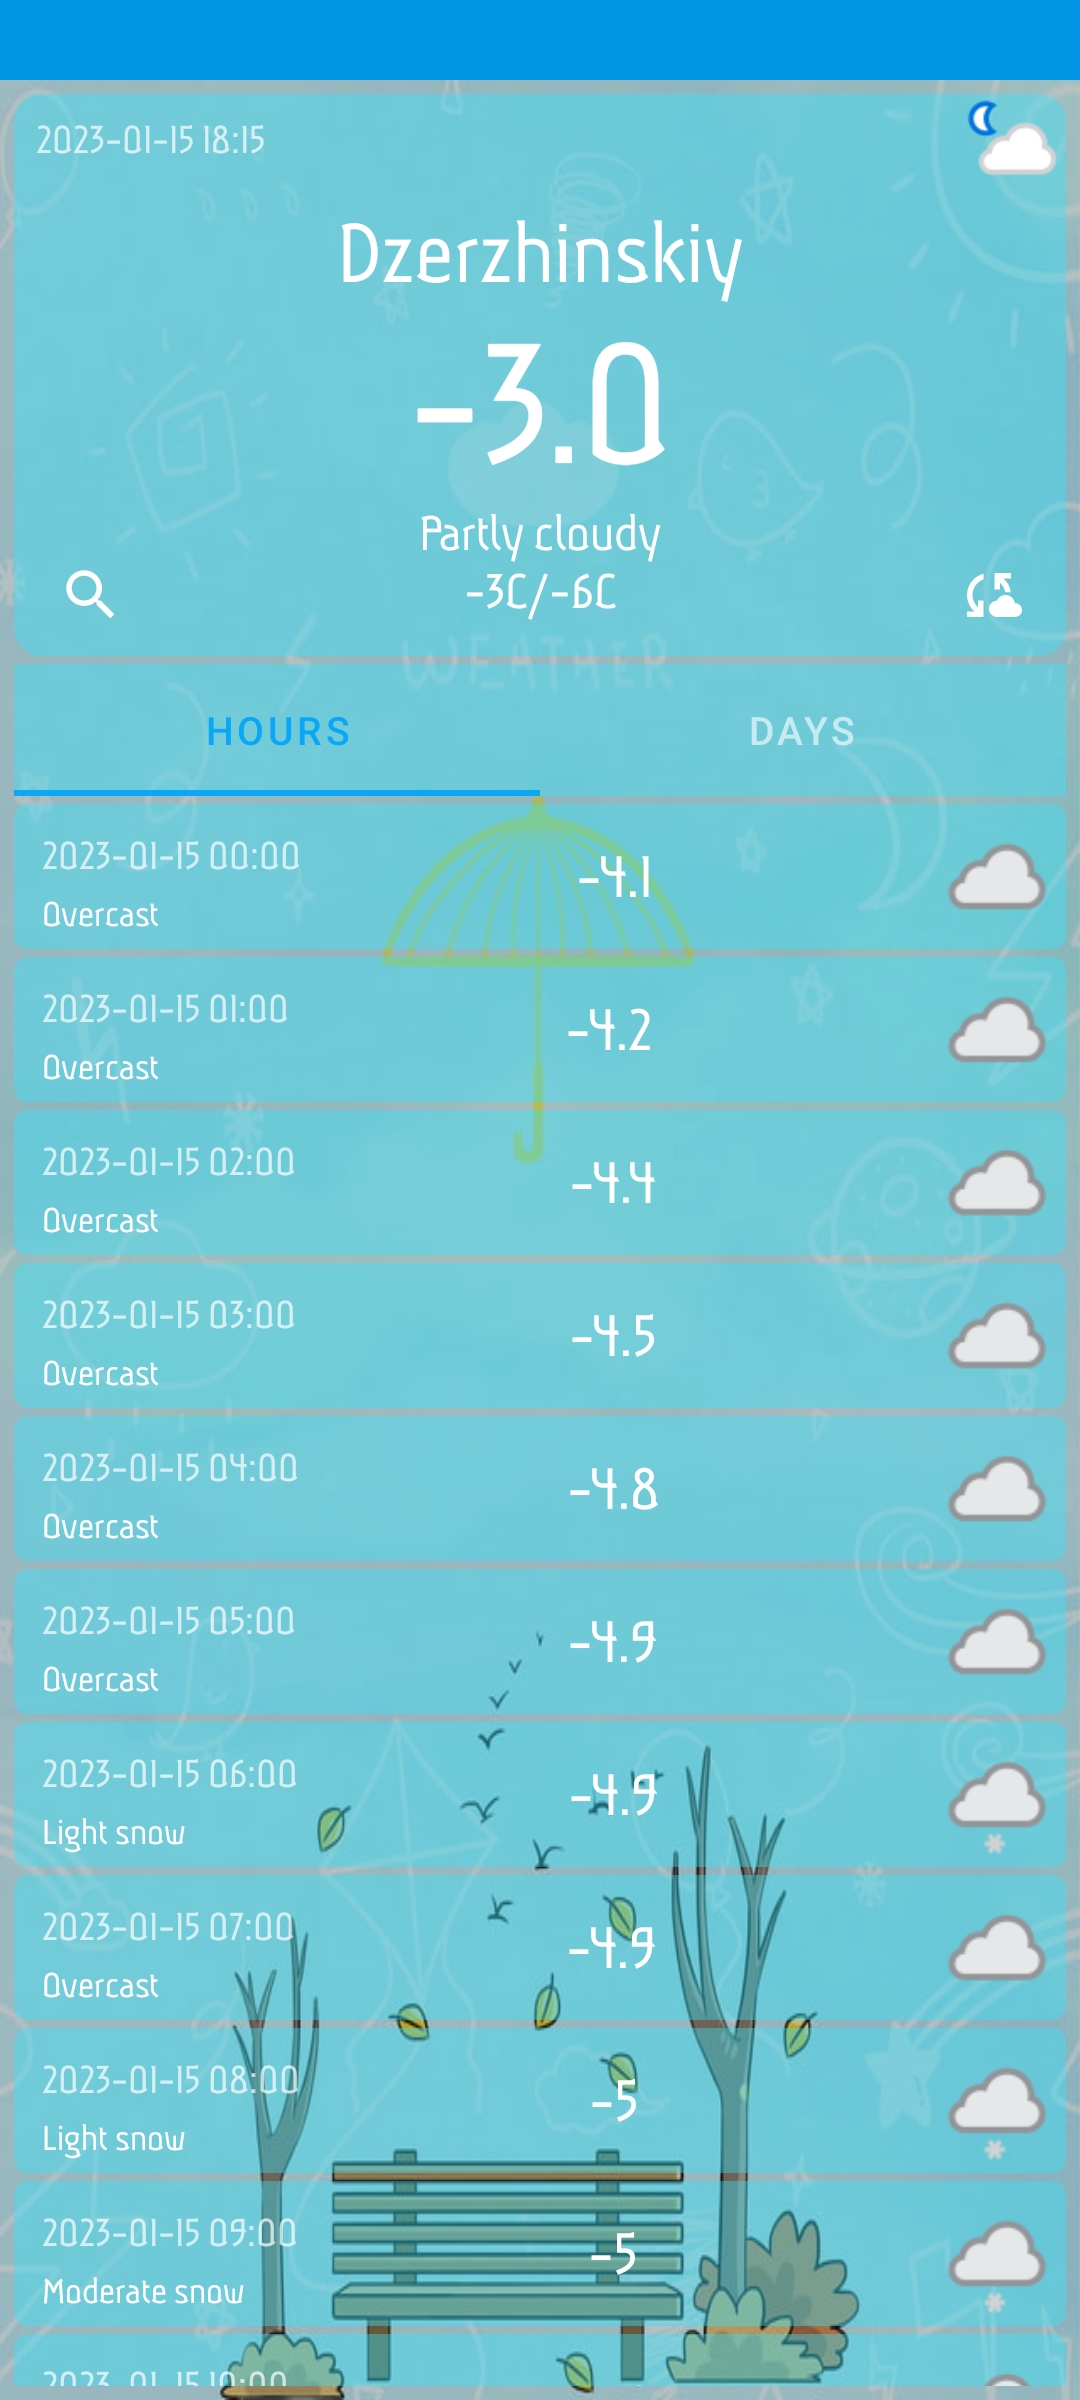 2023-01-15 18:15
Dzerzhinskiy
-3.0
Partly cloudy
-3C/-6C
WEATHER
HOURS
DAYS
2023-01-15 00:00
Overcast
-4.1
2023-01-15 01:00
Overcast
-4.2
2023-01-15 02:00
Overcast
-4.4
2023-01-15 03:00
Overcast
-4.5
2023-01-15 04:00
Overcast
-4.8
2023-01-15 05:00
Overcast
-4.9
2023-01-15 06:00
Light snow
-4.9
2023-01-15 07:00
Overcast
-4.9
2023-01-15 08:00
Light snow
-5
2023-01-15 09:00
Moderate snow
-5
2023-01-15 10:00